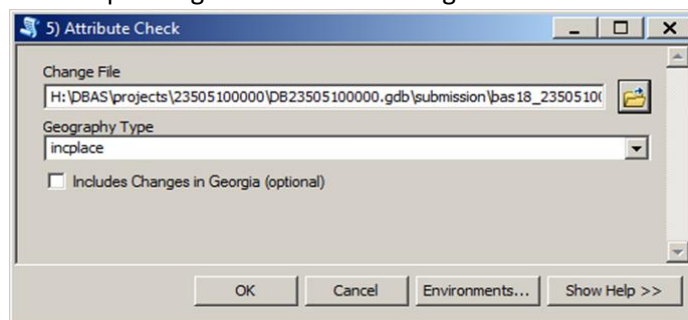 5) Attribute Check
Change File
H:\DBAS\projects\23505100000\DB23505100000.gdb\submission\bas18_2350510(
Geography Type
incplace
Includes Changes in Georgia (optional)
OK Cancel Environments... Show Help >>